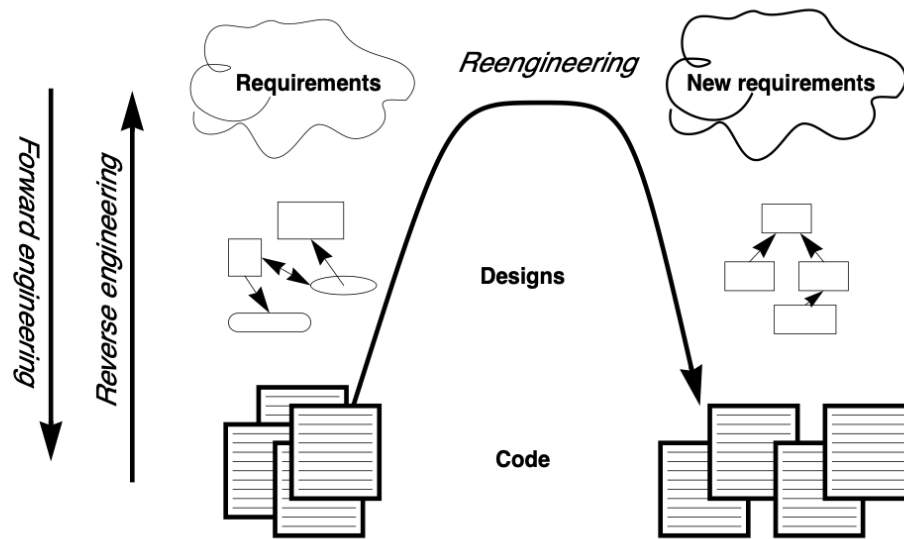 Reengineering
Requirements
New requirements
Forward engineering
Reverse engineering
Designs
Code